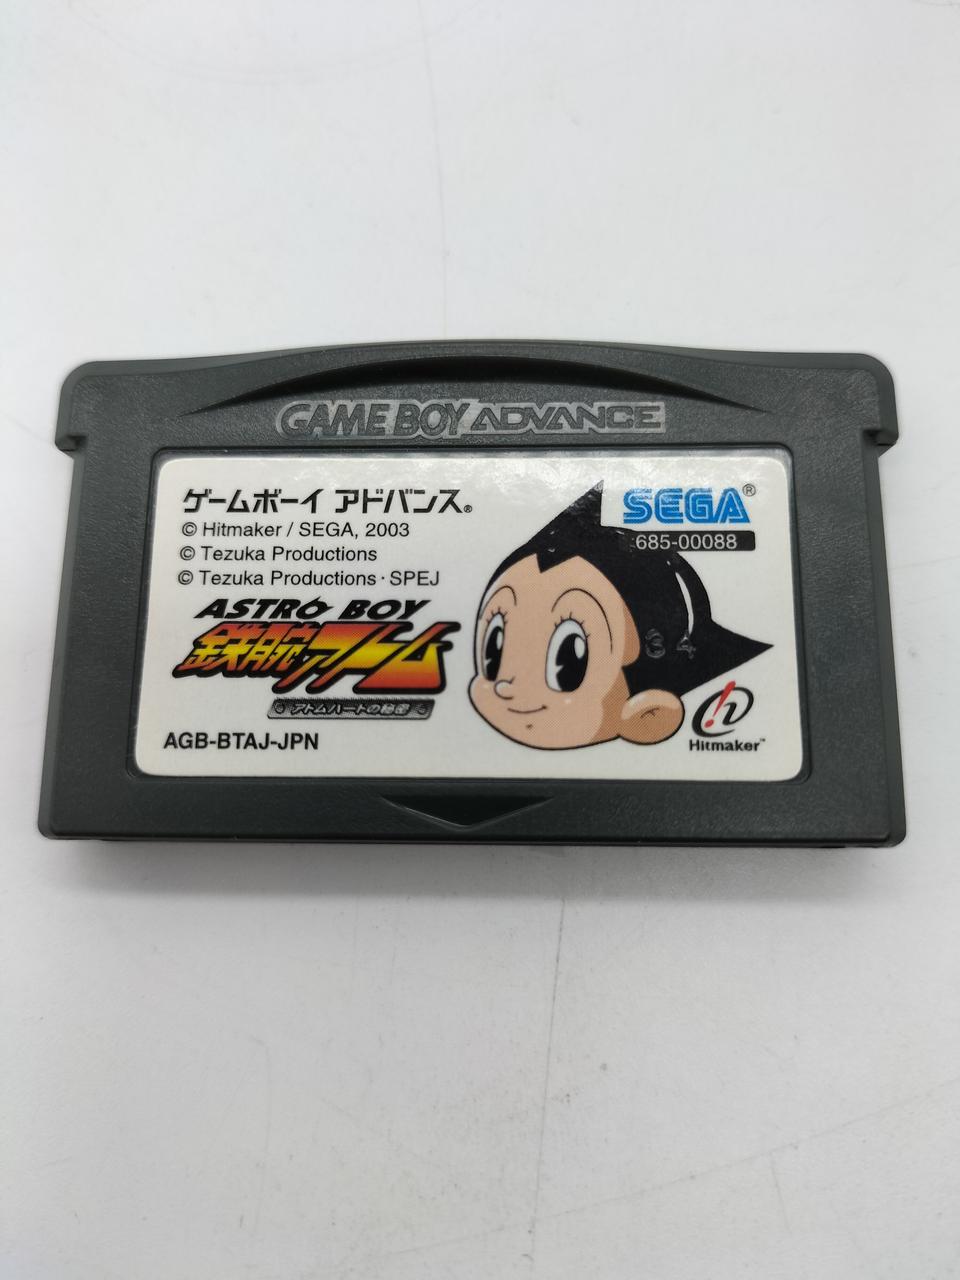 GAME BOY ADVANCE
ゲームボーイ アドバンス®
© Hitmaker / SEGA, 2003
© Tezuka Productions
© Tezuka Productions・SPEJ
SEGA®
685-00088
ASTRO BOY
鉄腕アトム
アトムハートの秘密
34
AGB-BTAJ-JPN
Hitmaker™